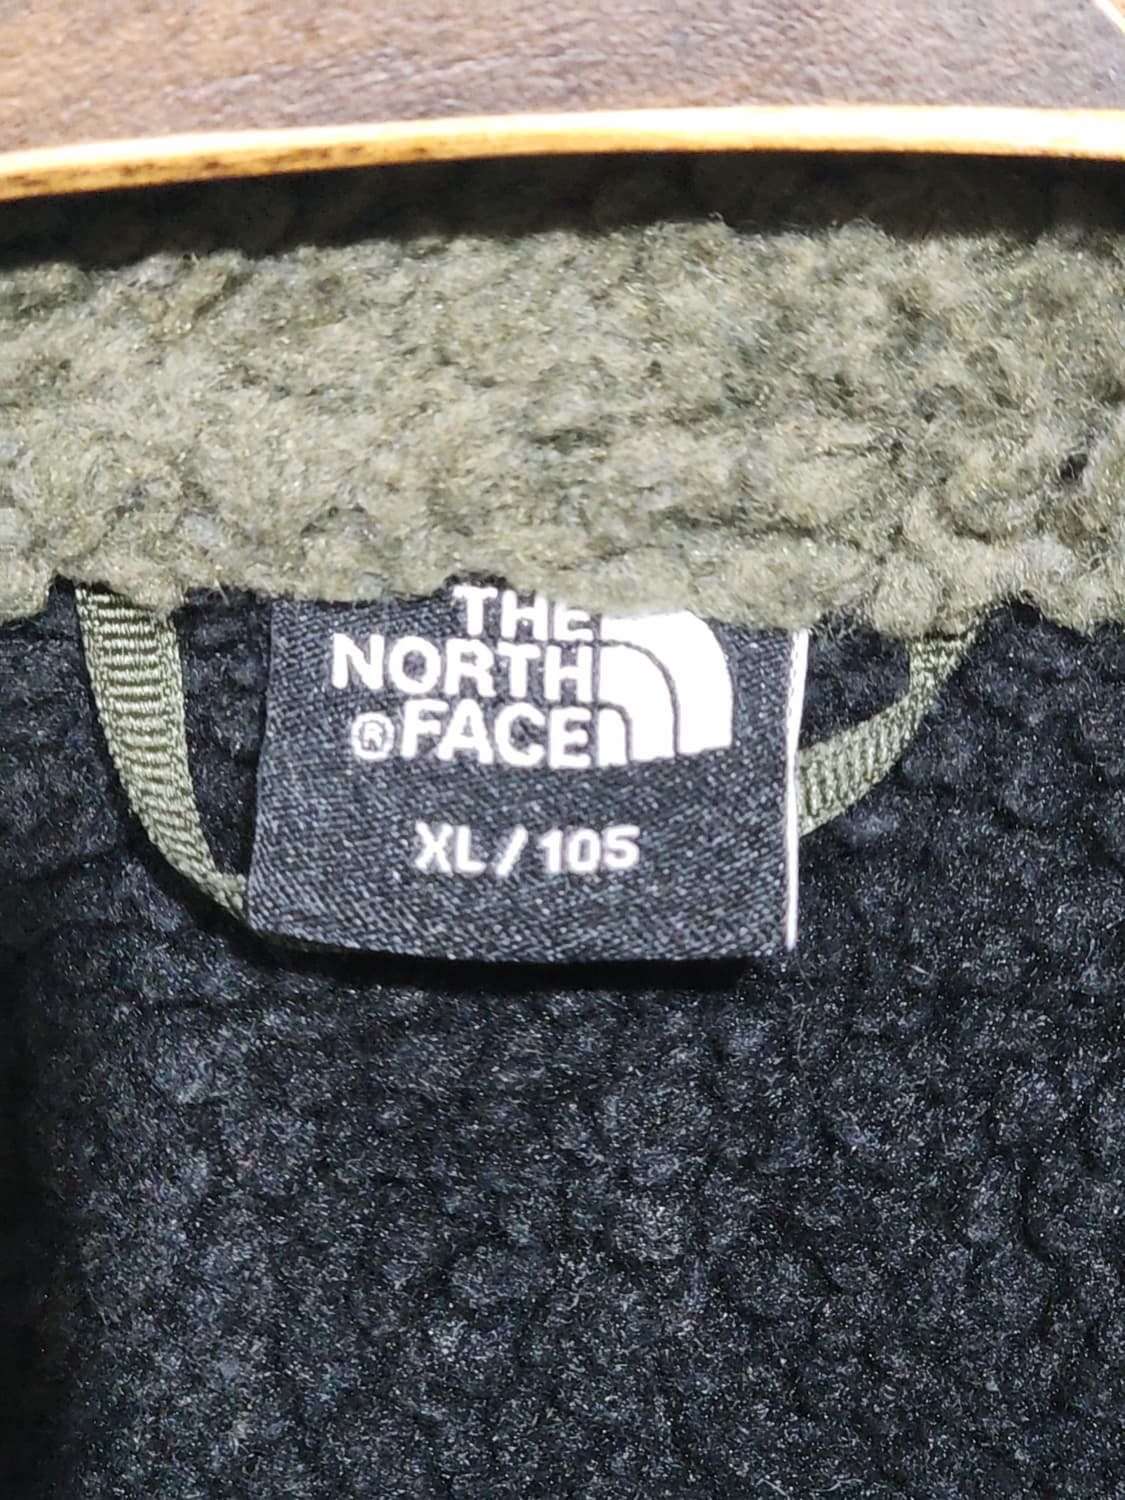 THE
NORTH
®FACE
XL/105